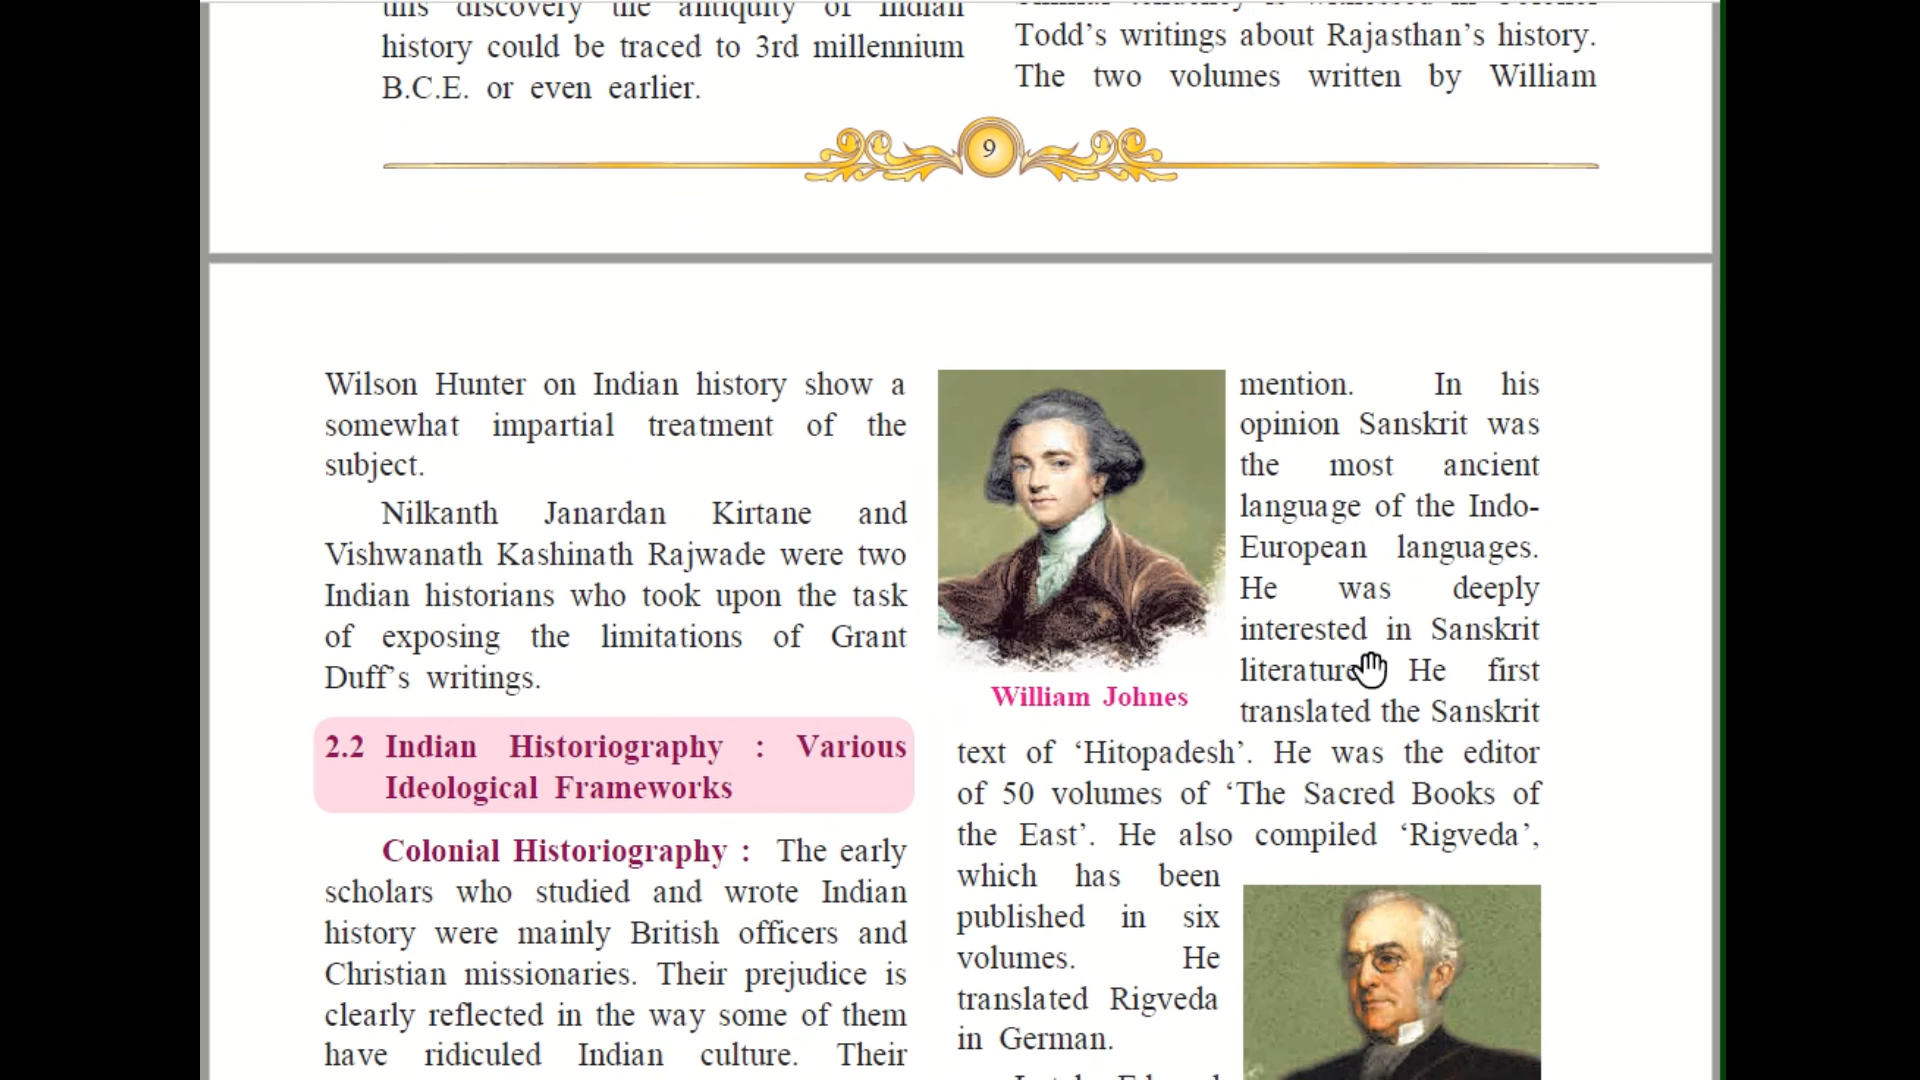 this discovery the antiquity of Indian
history could be traced to 3rd millennium
B.C.E. or even earlier.
Todd’s writings about Rajasthan’s history.
The two volumes written by William
9
Wilson Hunter on Indian history show a
somewhat impartial treatment of the
subject.
Nilkanth Janardan Kirtane and
Vishwanath Kashinath Rajwade were two
Indian historians who took upon the task
of exposing the limitations of Grant
Duff’s writings.
2.2 Indian Historiography : Various
Ideological Frameworks
Colonial Historiography : The early
scholars who studied and wrote Indian
history were mainly British officers and
Christian missionaries. Their prejudice is
clearly reflected in the way some of them
have ridiculed Indian culture. Their
William Johnes
mention. In his
opinion Sanskrit was
the most ancient
language of the Indo-
European languages.
He was deeply
interested in Sanskrit
literature He first
translated the Sanskrit
text of ‘Hitopadesh’. He was the editor
of 50 volumes of ‘The Sacred Books of
the East’. He also compiled ‘Rigveda’,
which has been
published in six
volumes. He
translated Rigveda
in German.